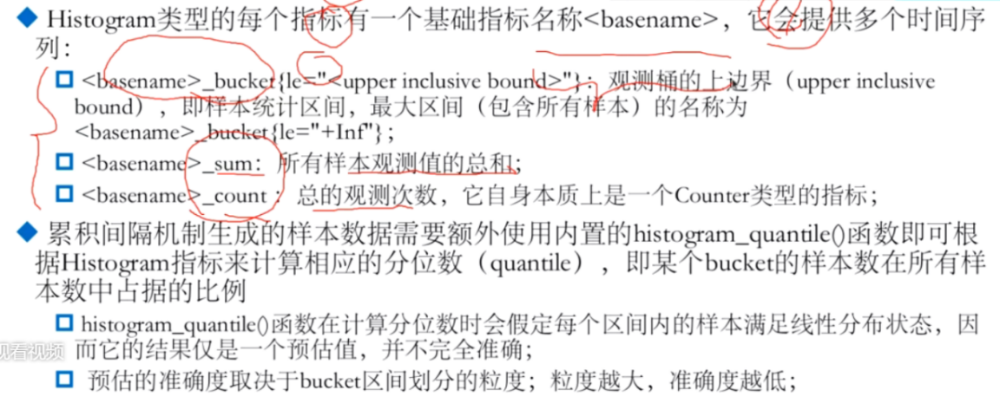 Histogram类型的每个指标有一个基础指标名称<basename>，它会提供多个时间序
列：
<basename>_bucket{le="<upper inclusive bound>"}：观测桶的上边界（upper inclusive
bound），即样本统计区间，最大区间（包含所有样本）的名称为
<basename>_bucket{le="+Inf"}；
<basename>_sum：所有样本观测值的总和；
<basename>_count：总的观测次数，它自身本质上是一个Counter类型的指标；
累积间隔机制生成的样本数据需要额外使用内置的histogram_quantile()函数即可根
据Histogram指标来计算相应的分位数（quantile），即某个bucket的样本数在所有样
本数中占据的比例
histogram_quantile()函数在计算分位数时会假定每个区间内的样本满足线性分布状态，因
而它的结果仅是一个预估值，并不完全准确；
观看视频
预估的准确度取决于bucket区间划分的粒度；粒度越大，准确度越低；